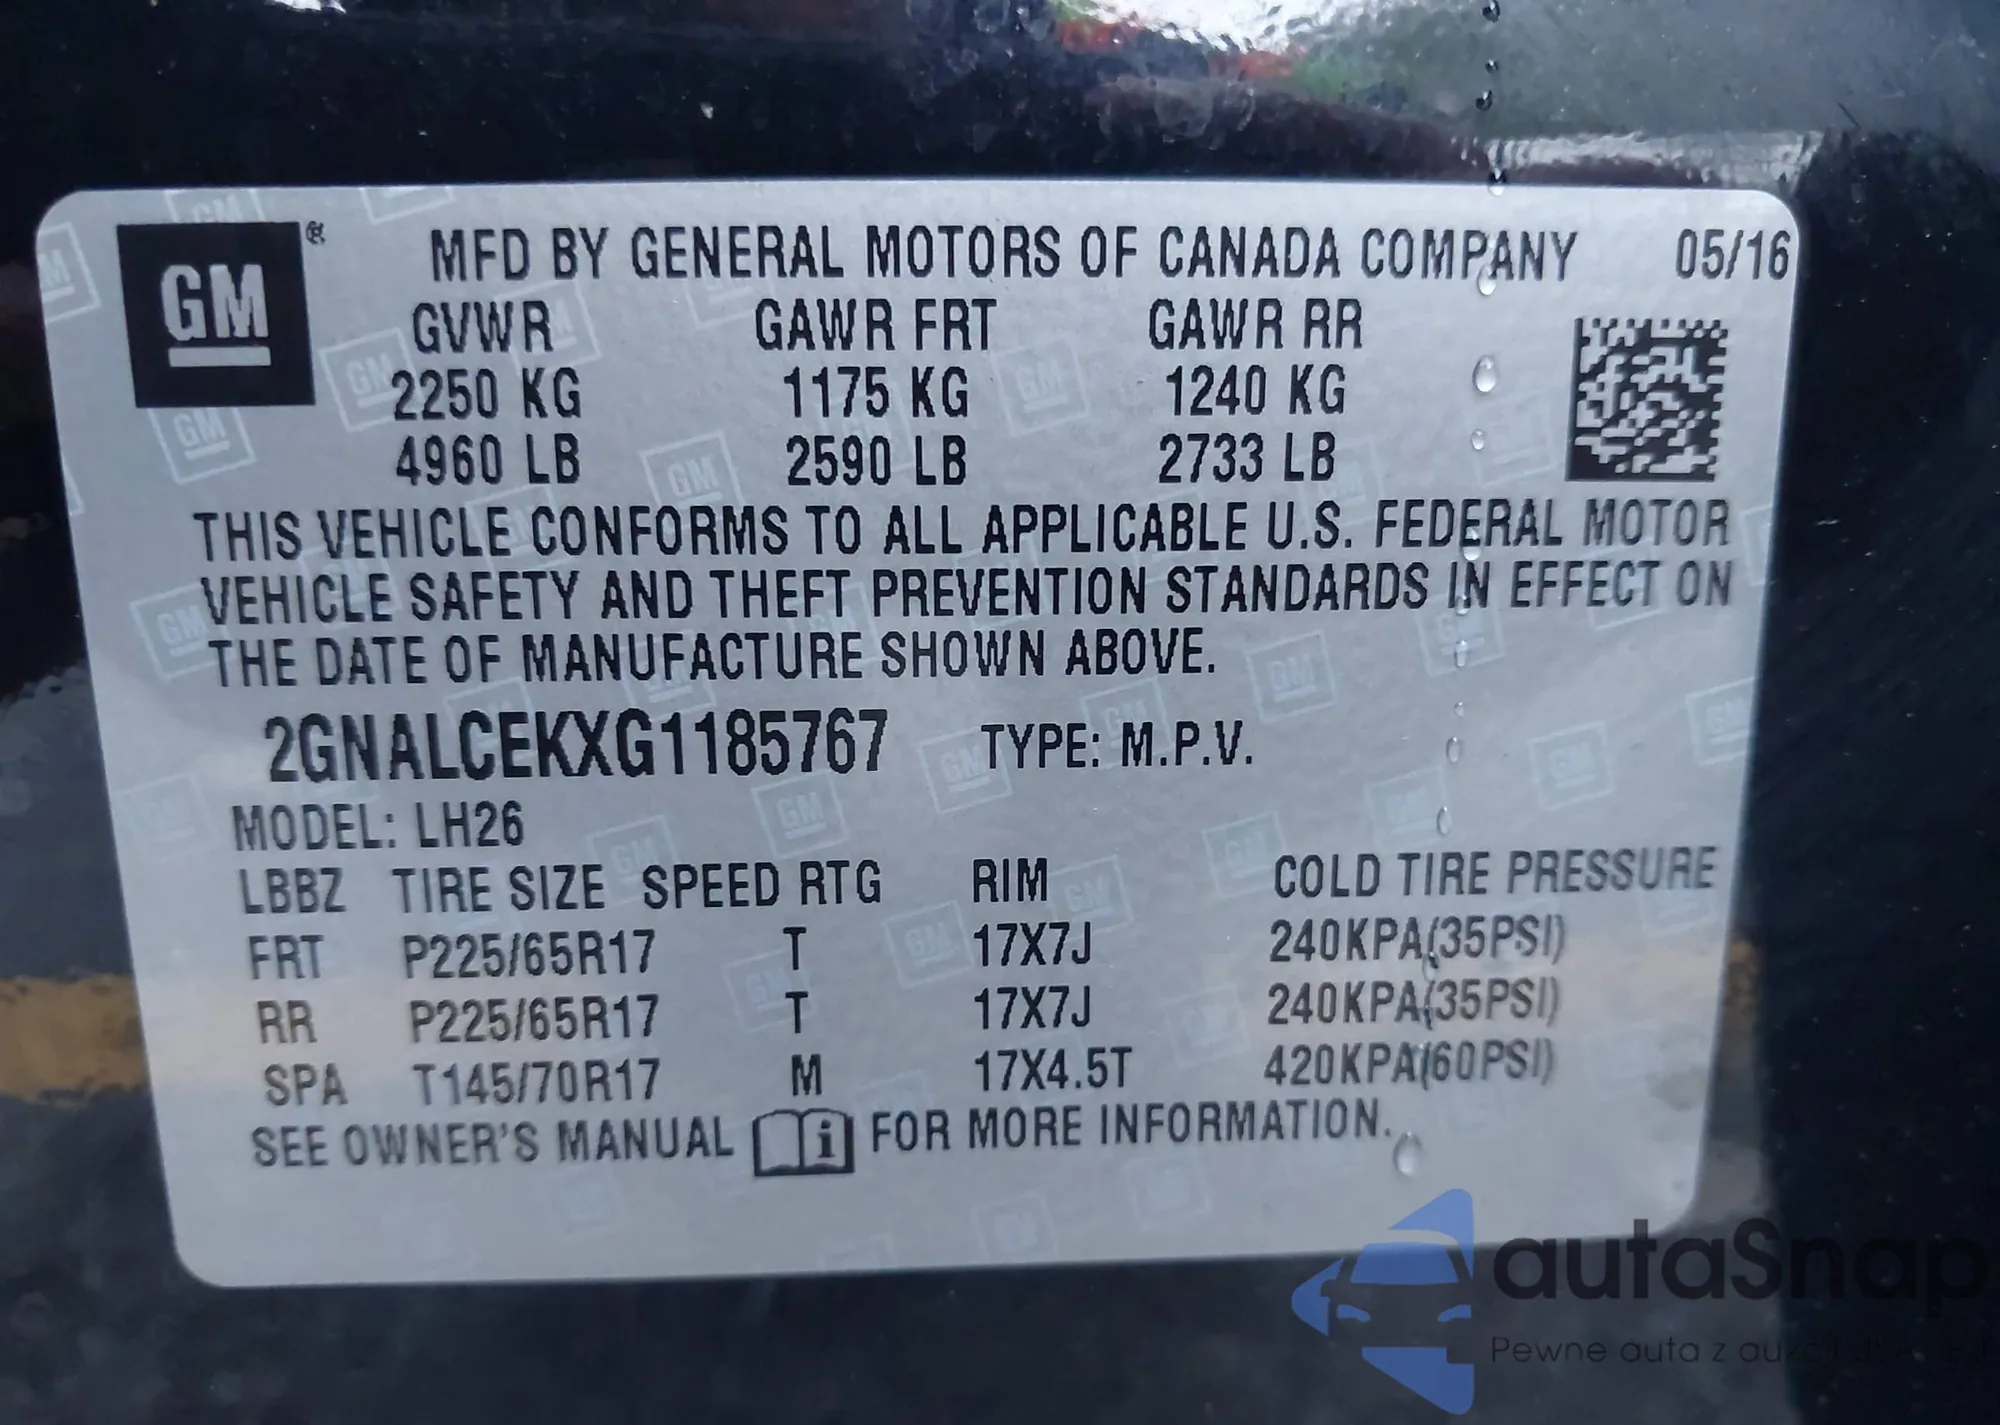 GM ® MFD BY GENERAL MOTORS OF CANADA COMPANY 05/16
GVWR GAWR FRT GAWR RR
2250 KG 1175 KG 1240 KG
4960 LB 2590 LB 2733 LB
THIS VEHICLE CONFORMS TO ALL APPLICABLE U.S. FEDERAL MOTOR
VEHICLE SAFETY AND THEFT PREVENTION STANDARDS IN EFFECT ON
THE DATE OF MANUFACTURE SHOWN ABOVE.
2GNALCEKXG1185767 TYPE: M.P.V.
MODEL: LH26
LBBZ TIRE SIZE SPEED RTG RIM COLD TIRE PRESSURE
FRT P225/65R17 T 17X7J 240KPA(35PSI)
RR P225/65R17 T 17X7J 240KPA(35PSI)
SPA T145/70R17 M 17X4.5T 420KPA(60PSI)
SEE OWNER'S MANUAL i FOR MORE INFORMATION.
autaSnap
Pewne auta z